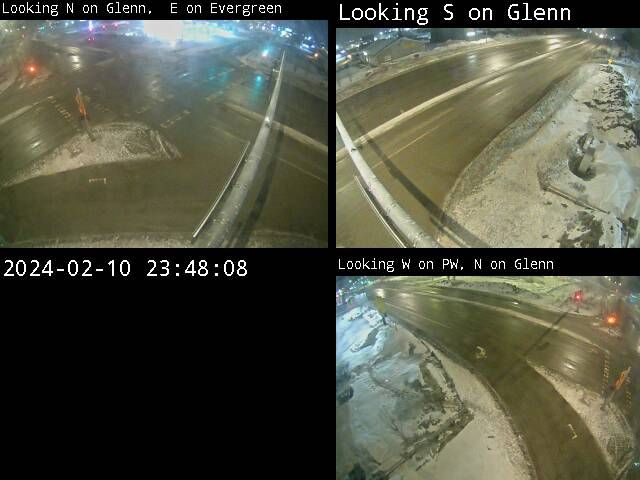 Looking N on Glenn, E on Evergreen
Looking S on Glenn
2024-02-10 23:48:08
Looking W on PW, N on Glenn